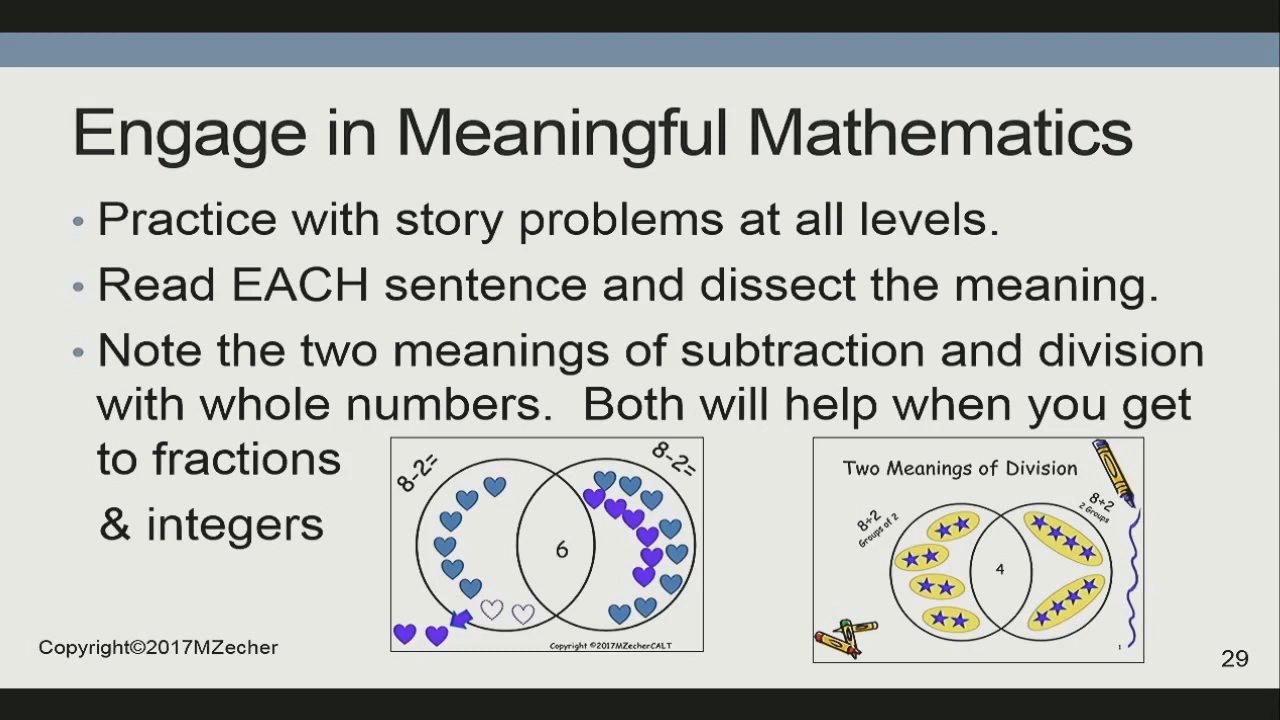 Engage in Meaningful Mathematics
• Practice with story problems at all levels.
• Read EACH sentence and dissect the meaning.
• Note the two meanings of subtraction and division
with whole numbers. Both will help when you get
to fractions
& integers
8-2=
8-2=
6
Copyright ©2017MZecherCALT
Two Meanings of Division
8÷2
Groups of 2
8÷2
2 Groups
4
1
Copyright©2017MZecher
29